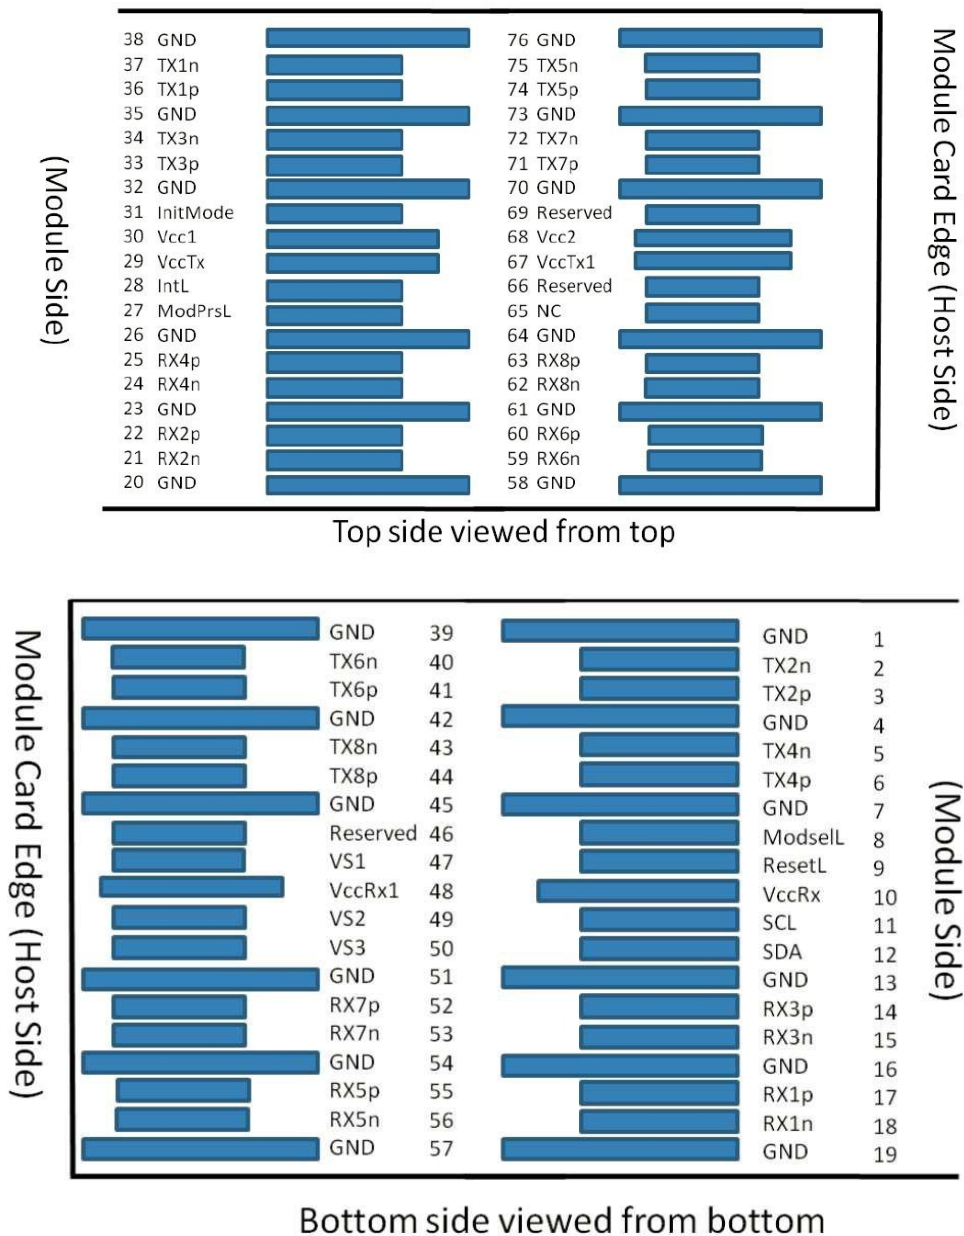 38 GND 76 GND
37 TX1n 75 TX5n
36 TX1p 74 TX5p
35 GND 73 GND
34 TX3n 72 TX7n
33 TX3p 71 TX7p
32 GND 70 GND
31 InitMode 69 Reserved
30 Vcc1 68 Vcc2
29 VccTx 67 VccTx1
28 IntL 66 Reserved
27 ModPrsL 65 NC
26 GND 64 GND
25 RX4p 63 RX8p
24 RX4n 62 RX8n
23 GND 61 GND
22 RX2p 60 RX6p
21 RX2n 59 RX6n
20 GND 58 GND
(Module Side)
Module Card Edge (Host Side)
Top side viewed from top
GND 39 GND 1
TX6n 40 TX2n 2
TX6p 41 TX2p 3
GND 42 GND 4
TX8n 43 TX4n 5
TX8p 44 TX4p 6
GND 45 GND 7
Reserved 46 ModselL 8
VS1 47 ResetL 9
VccRx1 48 VccRx 10
VS2 49 SCL 11
VS3 50 SDA 12
GND 51 GND 13
RX7p 52 RX3p 14
RX7n 53 RX3n 15
GND 54 GND 16
RX5p 55 RX1p 17
RX5n 56 RX1n 18
GND 57 GND 19
Module Card Edge (Host Side)
(Module Side)
Bottom side viewed from bottom